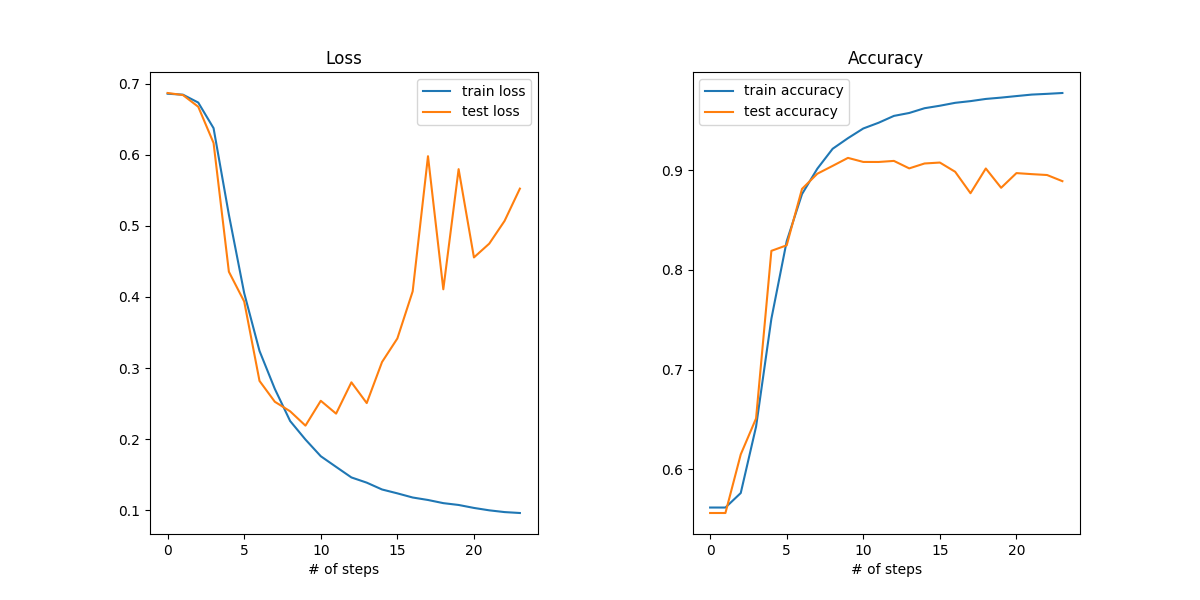 Loss
train loss
test loss
0.7
0.6
0.5
0.4
0.3
0.2
0.1
0 5 10 15 20
# of steps
Accuracy
train accuracy
test accuracy
0.9
0.8
0.7
0.6
0 5 10 15 20
# of steps